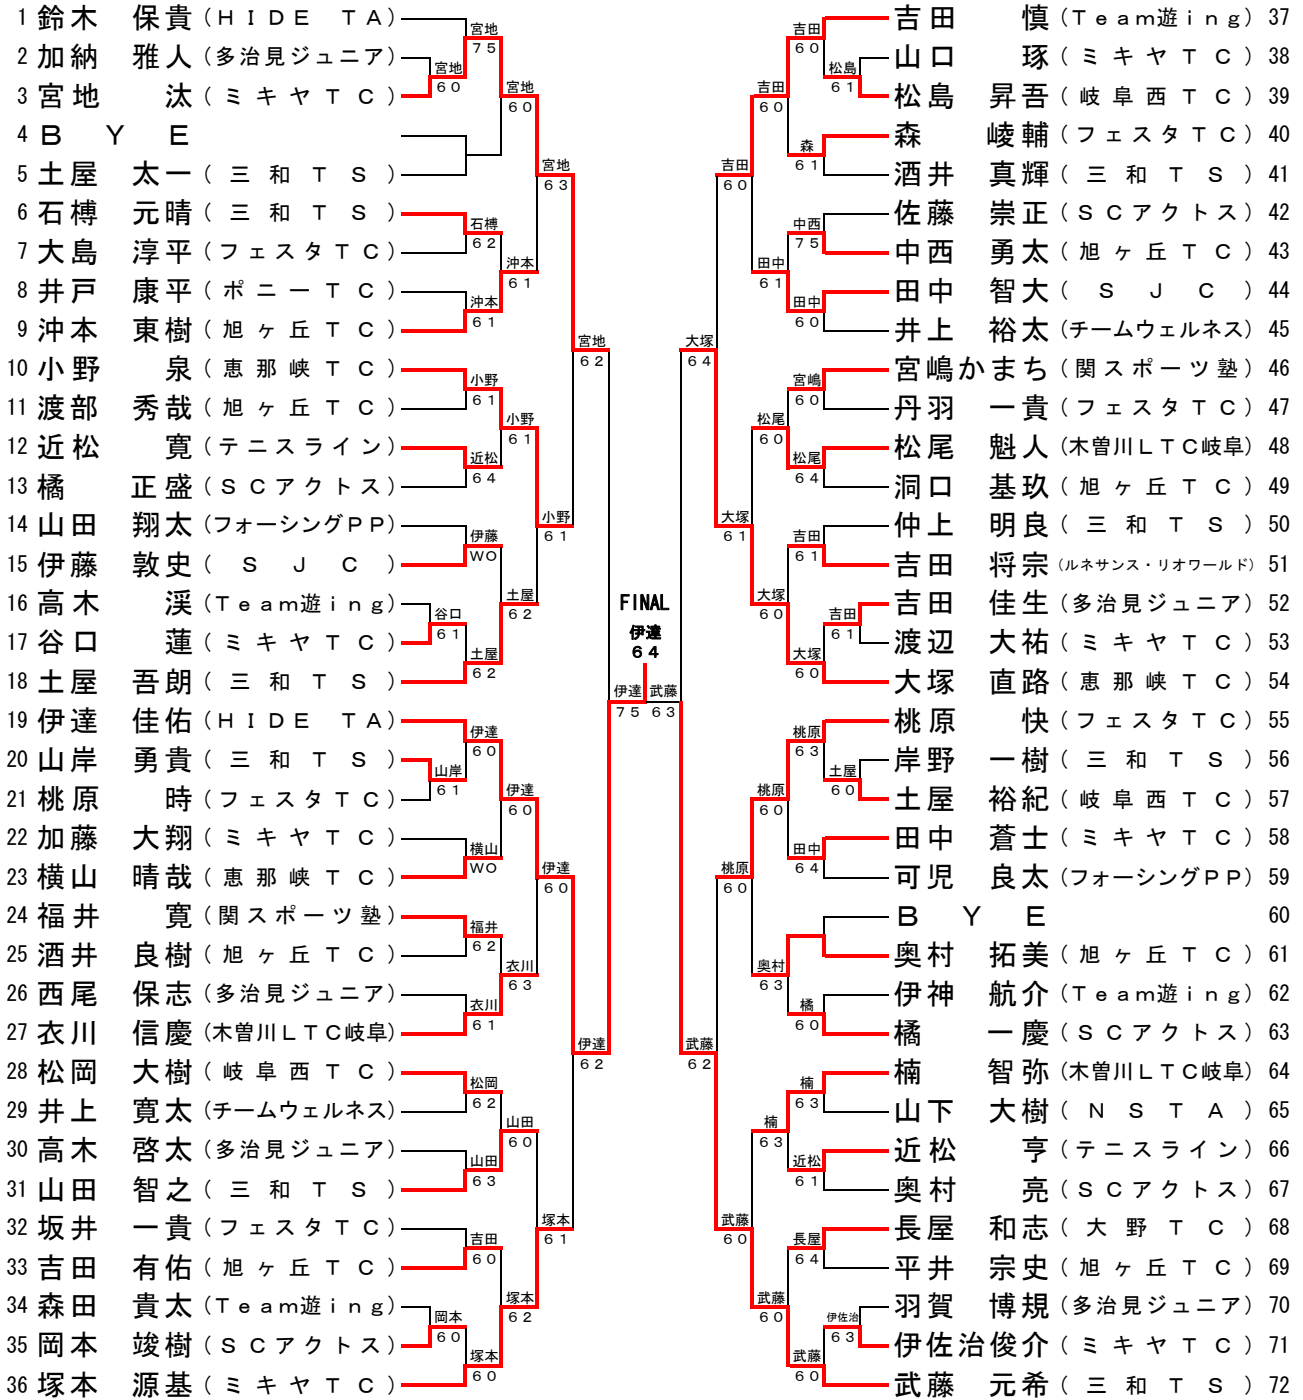 1 鈴木 保貴 (HIDE TA)
2 加納 雅人 (多治見ジュニア)
3 宮地 汰 (ミキヤTC)
4 BYE
5 土屋 太一 (三和TS)
6 石榑 元晴 (三和TS)
7 大島 淳平 (フェスタTC)
8 井戸 康平 (ポニーTC)
9 沖本 東樹 (旭ヶ丘TC)
10 小野 泉 (恵那峡TC)
11 渡部 秀哉 (旭ヶ丘TC)
12 近松 寛 (テニスライン)
13 橘 正盛 (SCアクトス)
14 山田 翔太 (フォーシングPP)
15 伊藤 敦史 (SJC)
16 高木 渓 (Team遊ing)
17 谷口 蓮 (ミキヤTC)
18 土屋 吾朗 (三和TS)
19 伊達 佳佑 (HIDE TA)
20 山岸 勇貴 (三和TS)
21 桃原 時 (フェスタTC)
22 加藤 大翔 (ミキヤTC)
23 横山 晴哉 (恵那峡TC)
24 福井 寛 (関スポーツ塾)
25 酒井 良樹 (旭ヶ丘TC)
26 西尾 保志 (多治見ジュニア)
27 衣川 信慶 (木曽川LTC岐阜)
28 松岡 大樹 (岐阜西TC)
29 井上 寛太 (チームウェルネス)
30 高木 啓太 (多治見ジュニア)
31 山田 智之 (三和TS)
32 坂井 一貴 (フェスタTC)
33 吉田 有佑 (旭ヶ丘TC)
34 森田 貴太 (Team遊ing)
35 岡本 竣樹 (SCアクトス)
36 塚本 源基 (ミキヤTC)
宮地
60
谷口
61
山岸
61
岡本
60
宮地
75
石榑
62
沖本
61
小野
61
近松
64
伊藤
WO
土屋
62
伊達
60
横山
WO
福井
62
衣川
61
松岡
62
山田
63
吉田
60
塚本
60
宮地
60
沖本
61
小野
61
土屋
62
伊達
60
衣川
63
山田
60
塚本
62
宮地
63
小野
61
伊達
60
塚本
61
宮地
62
伊達
62
伊達
75
FINAL
伊達
64
武藤
63
大塚
64
武藤
62
吉田
60
大塚
61
桃原
60
武藤
60
吉田
60
田中
61
松尾
60
大塚
60
桃原
60
奥村
63
楠
63
武藤
60
吉田
60
森
61
中西
75
田中
60
宮嶋
60
松尾
64
吉田
61
大塚
60
桃原
63
田中
64
橘
60
楠
63
近松
61
長屋
64
武藤
60
松島
61
吉田
61
土屋
60
伊佐治
63
吉田 慎 (Team遊ing) 37
山口 琢 (ミキヤTC) 38
松島 昇吾 (岐阜西TC) 39
森 崚輔 (フェスタTC) 40
酒井 真輝 (三和TS) 41
佐藤 崇正 (SCアクトス) 42
中西 勇太 (旭ヶ丘TC) 43
田中 智大 (SJC) 44
井上 裕太 (チームウェルネス) 45
宮嶋かまち (関スポーツ塾) 46
丹羽 一貴 (フェスタTC) 47
松尾 魁人 (木曽川LTC岐阜) 48
洞口 基玖 (旭ヶ丘TC) 49
仲上 明良 (三和TS) 50
吉田 将宗 (ルネサンス・リオワールド) 51
吉田 佳生 (多治見ジュニア) 52
渡辺 大祐 (ミキヤTC) 53
大塚 直路 (恵那峡TC) 54
桃原 快 (フェスタTC) 55
岸野 一樹 (三和TS) 56
土屋 裕紀 (岐阜西TC) 57
田中 蒼士 (ミキヤTC) 58
可児 良太 (フォーシングPP) 59
BYE 60
奥村 拓美 (旭ヶ丘TC) 61
伊神 航介 (Team遊ing) 62
橘 一慶 (SCアクトス) 63
楠 智弥 (木曽川LTC岐阜) 64
山下 大樹 (NSTA) 65
近松 亨 (テニスライン) 66
奥村 亮 (SCアクトス) 67
長屋 和志 (大野TC) 68
平井 宗史 (旭ヶ丘TC) 69
羽賀 博規 (多治見ジュニア) 70
伊佐治俊介 (ミキヤTC) 71
武藤 元希 (三和TS) 72